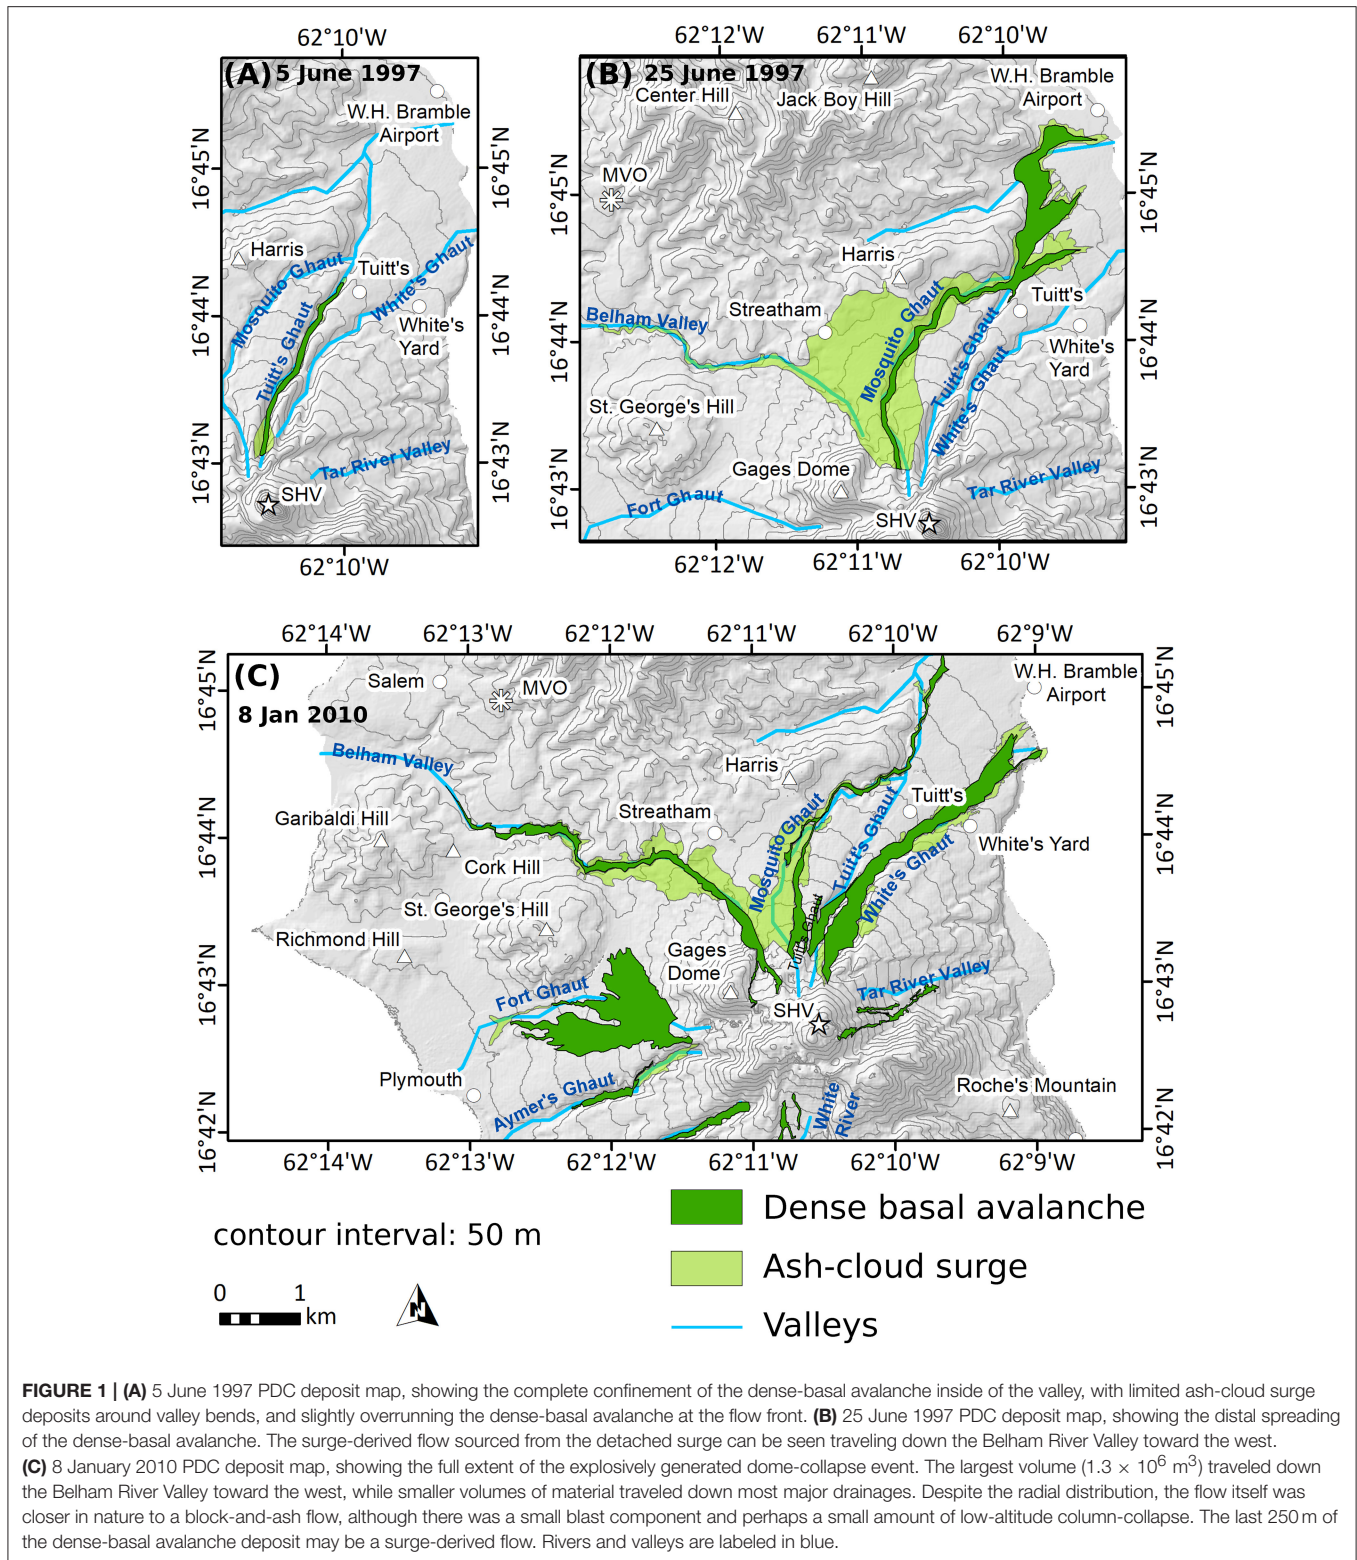 62°10'W
(A) 5 June 1997
W.H. Bramble
Airport
16°45'N
16°45'N
Harris
Mosquito Ghaut
Tuitt's
White's Ghaut
16°44'N
16°44'N
Tuitts Ghaut
White's
Yard
16°43'N
16°43'N
Tar River Valley
SHV
62°10'W
62°12'W
62°11'W
62°10'W
(B) 25 June 1997
Center Hill
Jack Boy Hill
W.H. Bramble
Airport
MVO
16°45'N
16°45'N
Harris
Streatham
Mosquito Ghaut
Tuitt's
Belham Valley
16°44'N
16°44'N
Tuitt's Ghaut
White's Ghaut
White's
Yard
St. George's Hill
Gages Dome
16°43'N
16°43'N
Fort Ghaut
Tar River Valley
SHV
62°12'W
62°11'W
62°10'W
62°14'W
62°13'W
62°12'W
62°11'W
62°10'W
62°9'W
(C)
8 Jan 2010
Salem
MVO
W.H. Bramble
Airport
16°45'N
16°45'N
Belham Valley
Harris
Tuitt's
Garibaldi Hill
Streatham
Mosquito Ghaut
Tuitt's Ghaut
16°44'N
16°44'N
Cork Hill
White's Yard
White's Ghaut
St. George's Hill
Tuitt's Ghaut
Richmond Hill
Gages
Dome
16°43'N
16°43'N
Fort Ghaut
Tar River Valley
SHV
Plymouth
Aymer's Ghaut
White
River
Roche's Mountain
16°42'N
16°42'N
62°14'W
62°13'W
62°12'W
62°11'W
62°10'W
62°9'W
Dense basal avalanche
contour interval: 50 m
Ash-cloud surge
0 1
km
N
Valleys
FIGURE 1 | (A) 5 June 1997 PDC deposit map, showing the complete confinement of the dense-basal avalanche inside of the valley, with limited ash-cloud surge
deposits around valley bends, and slightly overrunning the dense-basal avalanche at the flow front. (B) 25 June 1997 PDC deposit map, showing the distal spreading
of the dense-basal avalanche. The surge-derived flow sourced from the detached surge can be seen traveling down the Belham River Valley toward the west.
(C) 8 January 2010 PDC deposit map, showing the full extent of the explosively generated dome-collapse event. The largest volume (1.3 × 10⁶ m³) traveled down
the Belham River Valley toward the west, while smaller volumes of material traveled down most major drainages. Despite the radial distribution, the flow itself was
closer in nature to a block-and-ash flow, although there was a small blast component and perhaps a small amount of low-altitude column-collapse. The last 250 m of
the dense-basal avalanche deposit may be a surge-derived flow. Rivers and valleys are labeled in blue.